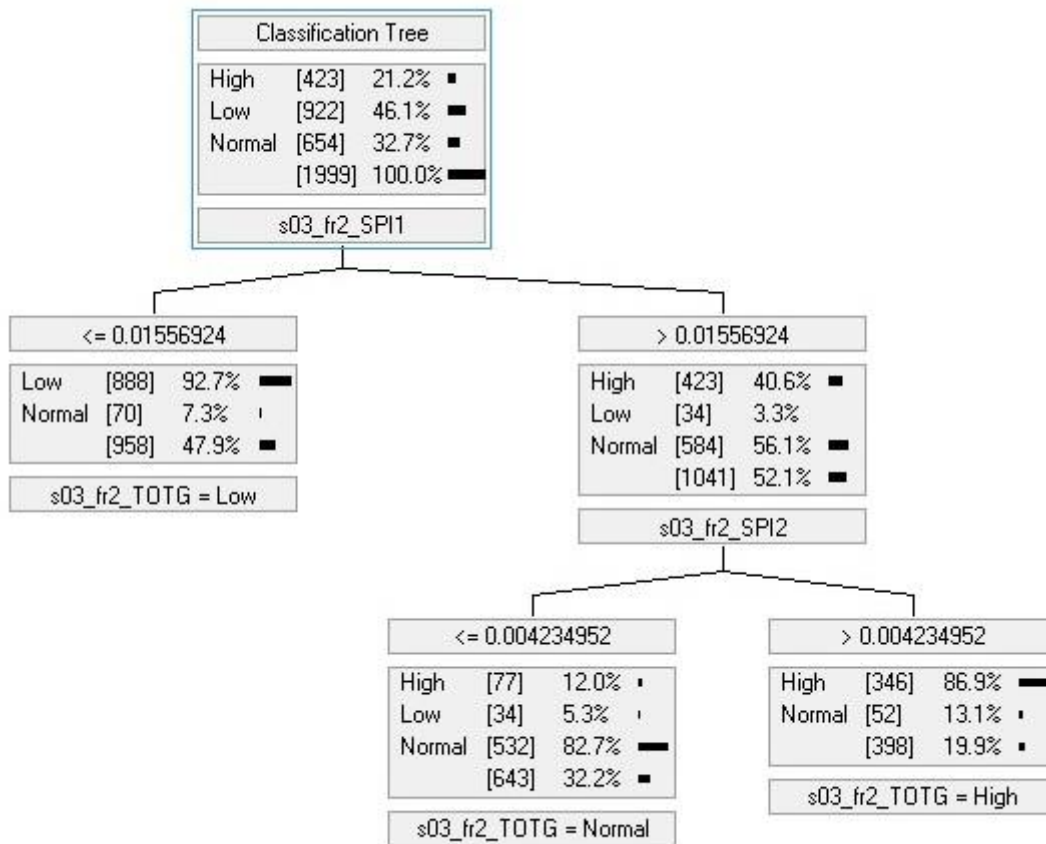 Classification Tree
High [423] 21.2%
Low [922] 46.1%
Normal [654] 32.7%
[1999] 100.0%
s03_fr2_SPI1
<= 0.01556924
Low [888] 92.7%
Normal [70] 7.3%
[958] 47.9%
s03_fr2_TOTG = Low
> 0.01556924
High [423] 40.6%
Low [34] 3.3%
Normal [584] 56.1%
[1041] 52.1%
s03_fr2_SPI2
<= 0.004234952
High [77] 12.0%
Low [34] 5.3%
Normal [532] 82.7%
[643] 32.2%
s03_fr2_TOTG = Normal
> 0.004234952
High [346] 86.9%
Normal [52] 13.1%
[398] 19.9%
s03_fr2_TOTG = High